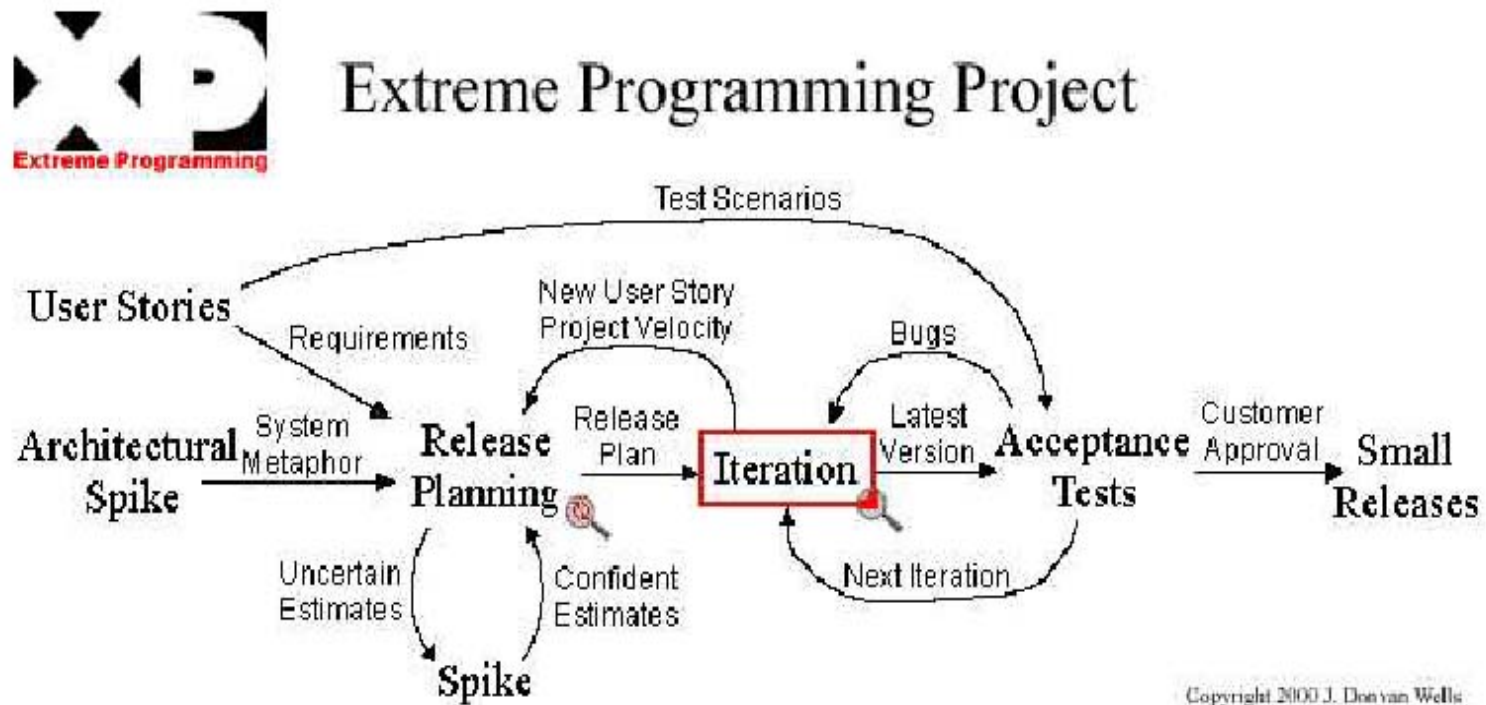 XP
Extreme Programming
Extreme Programming Project
Test Scenarios
User Stories
Requirements
New User Story
Project Velocity
Bugs
Architectural
Spike
System
Metaphor
Release
Planning
Release
Plan
Iteration
Latest
Version
Acceptance
Tests
Customer
Approval
Small
Releases
Uncertain
Estimates
Confident
Estimates
Next Iteration
Spike
Copyright 2000 J. Donvan Wells